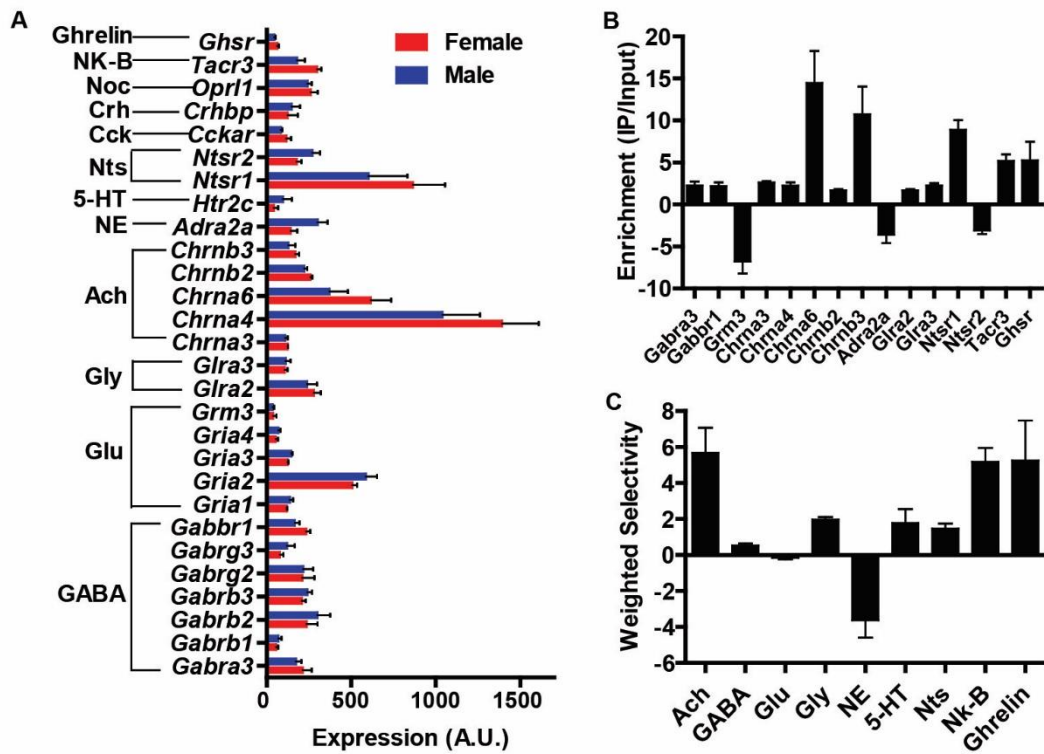 A
Female
Male
Ghrelin Ghsr
NK-B Tacr3
Noc Oprl1
Crh Crhbp
Cck Cckar
Nts
Ntsr2
Ntsr1
5-HT Htr2c
NE Adra2a
Ach
Chrnb3
Chrnb2
Chrna6
Chrna4
Chrna3
Gly
Glra3
Glra2
Glu
Grm3
Gria4
Gria3
Gria2
Gria1
GABA
Gabbr1
Gabrg3
Gabrg2
Gabrb3
Gabrb2
Gabrb1
Gabra3
0 500 1000 1500
Expression (A.U.)
B
Enrichment (IP/Input)
20
15
10
5
0
-5
-10
Gabra3 Gabbr1 Grm3 Chrna3 Chrna4 Chrna6 Chrnb2 Chrnb3 Adra2a Glra2 Glra3 Ntsr1 Ntsr2 Tacr3 Ghsr
C
Weighted Selectivity
8
6
4
2
0
-2
-4
-6
Ach GABA Glu Gly NE 5-HT Nts Nk-B Ghrelin